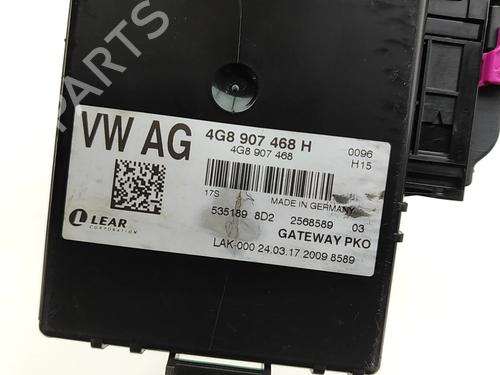 VW AG
4G8 907 468 H
4G8 907 468
0096
H15
17S
MADE IN GERMANY
535189 8D2 2568589 03
LEAR
CORPORATION
GATEWAY PKO
LAK-000 24.03.17 2009 8589